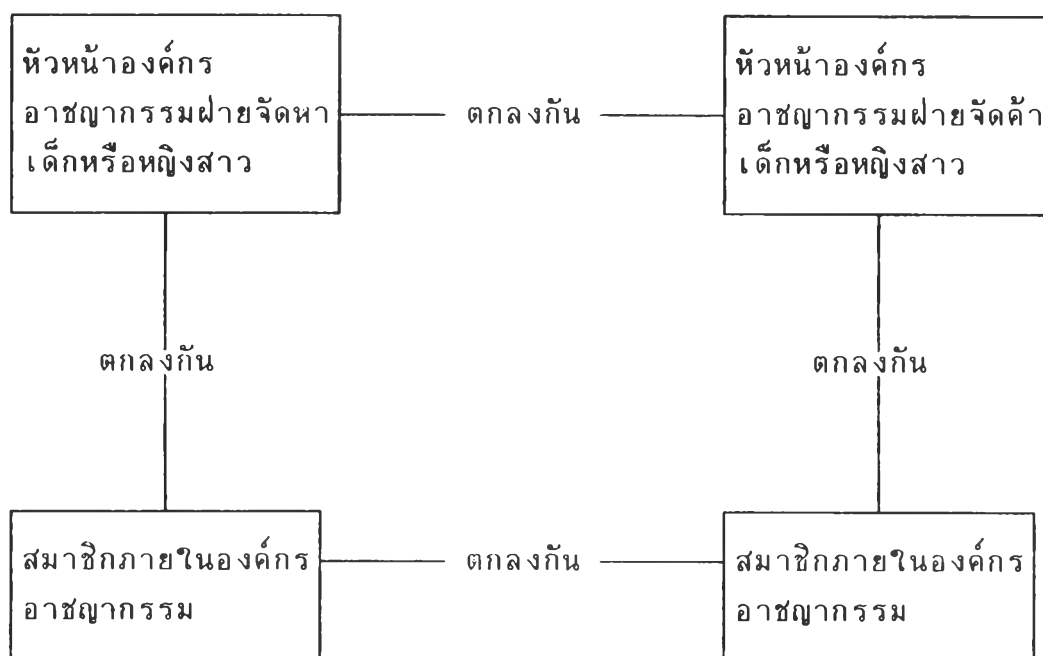 หัวหน้าองค์กร
อาชญากรรมฝ่ายจัดหา
เด็กหรือหญิงสาว
ตกลงกัน
หัวหน้าองค์กร
อาชญากรรมฝ่ายจัดค้า
เด็กหรือหญิงสาว
ตกลงกัน
ตกลงกัน
สมาชิกภายในองค์กร
อาชญากรรม
ตกลงกัน
สมาชิกภายในองค์กร
อาชญากรรม